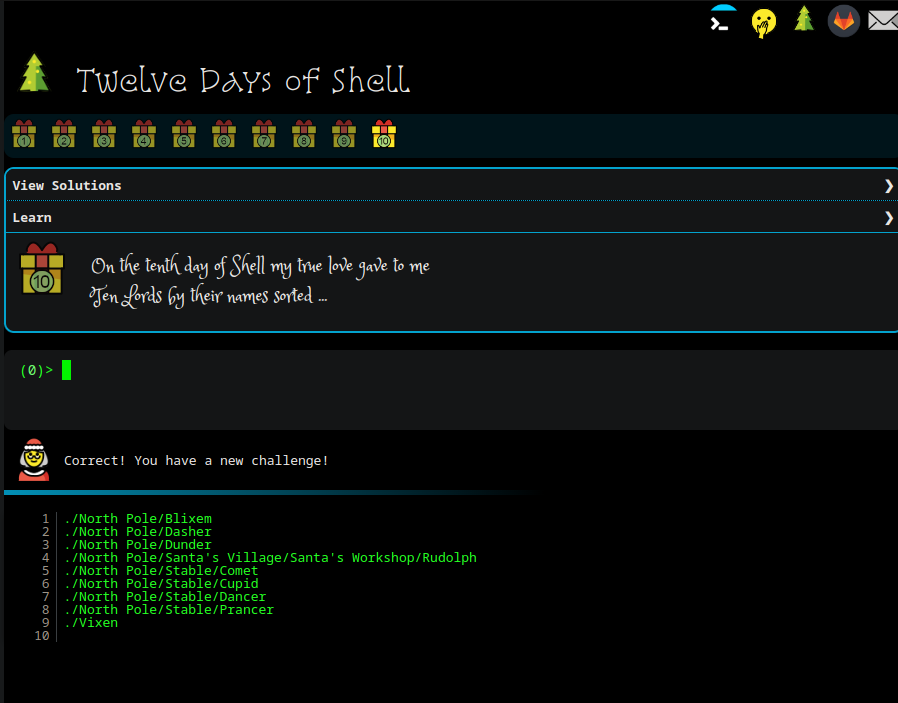 Twelve Days of Shell
1 2 3 4 5 6 7 8 9 10
View Solutions ❯
Learn ❯
10
On the tenth day of Shell my true love gave to me
Ten Lords by their names sorted ...
(0)>
Correct! You have a new challenge!
1 ./North Pole/Blixem
2 ./North Pole/Dasher
3 ./North Pole/Dunder
4 ./North Pole/Santa's Village/Santa's Workshop/Rudolph
5 ./North Pole/Stable/Comet
6 ./North Pole/Stable/Cupid
7 ./North Pole/Stable/Dancer
8 ./North Pole/Stable/Prancer
9 ./Vixen
10